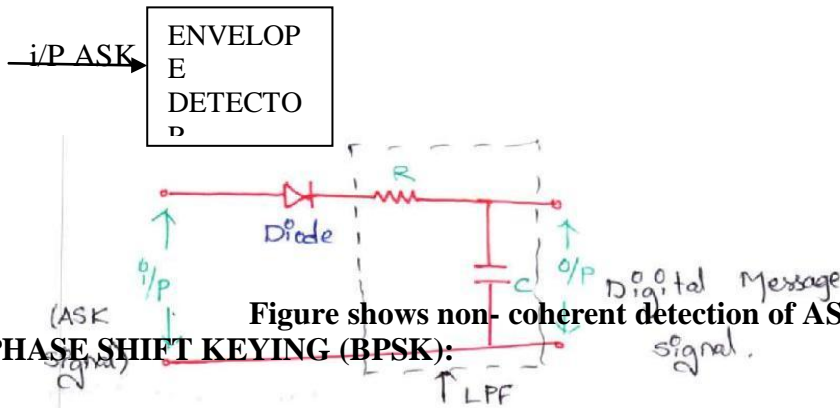 i/P ASK
ENVELOP
E
DETECTO
R
R
Diode
i/P
C
o/P
Digital Message
(ASK
Figure shows non- coherent detection of AS
PHASE SHIFT KEYING (BPSK):
signal)
signal.
↑ LPF